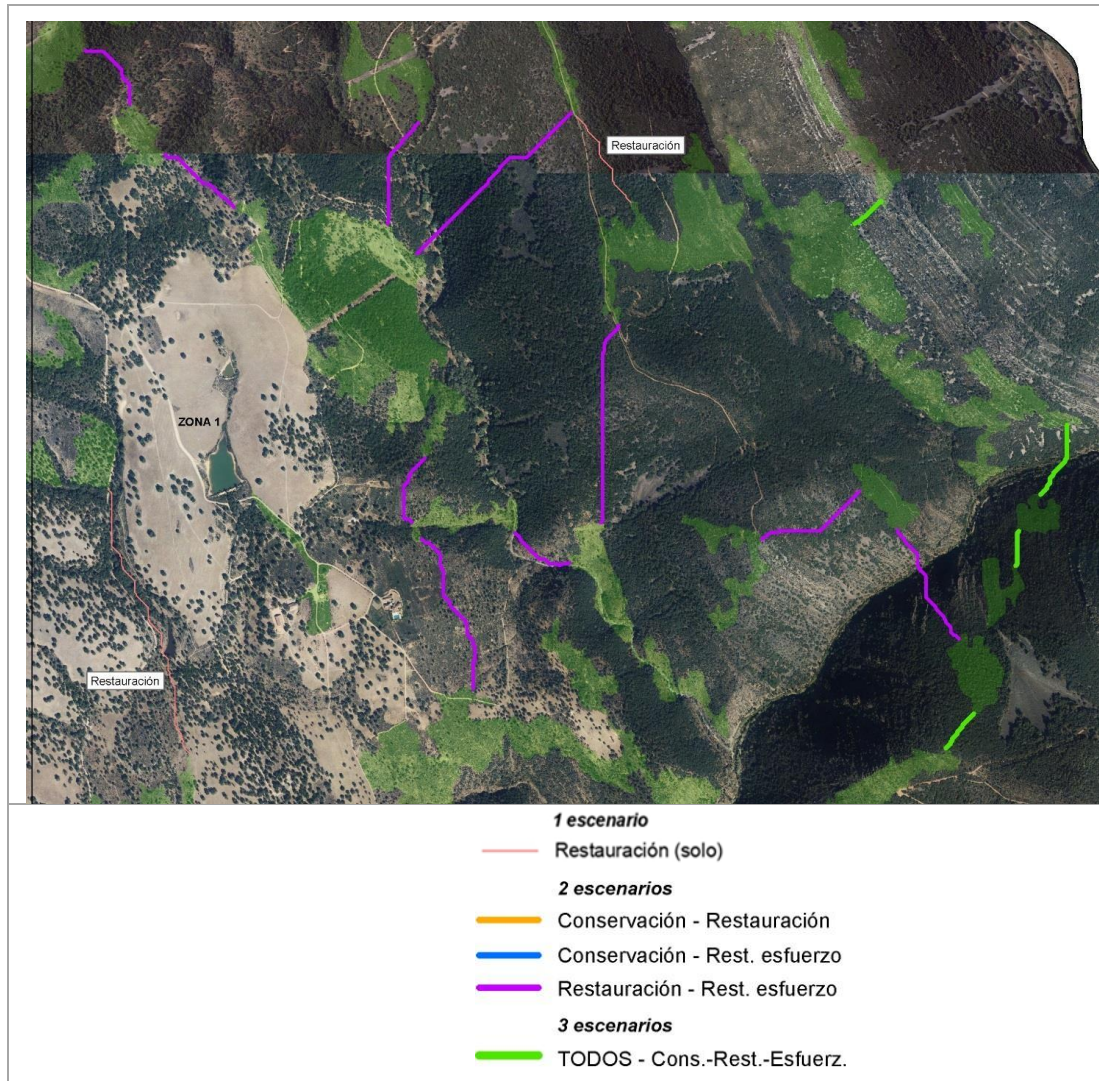 Restauración
ZONA 1
Restauración
1 escenario
Restauración (solo)
2 escenarios
Conservación - Restauración
Conservación - Rest. esfuerzo
Restauración - Rest. esfuerzo
3 escenarios
TODOS - Cons.-Rest.-Esfuerz.